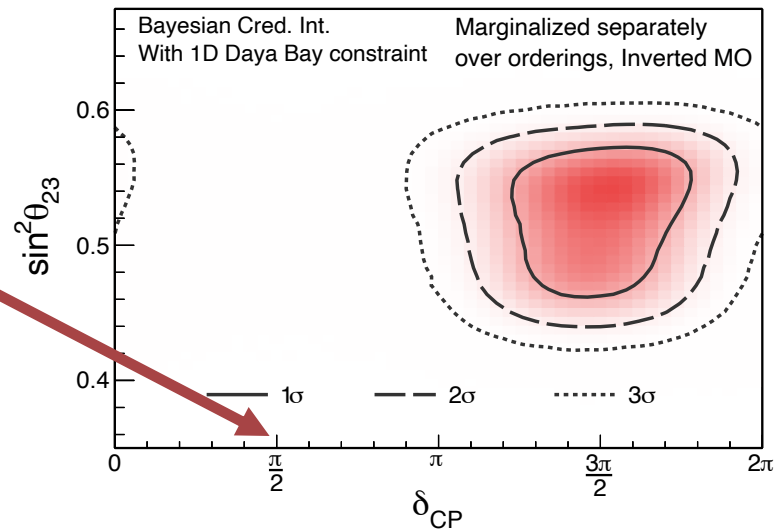 Bayesian Cred. Int.
With 1D Daya Bay constraint
Marginalized separately
over orderings, Inverted MO
0.6
0.5
0.4
sin²θ₂₃
1σ
2σ
3σ
0
π/2
π
3π/2
2π
δCP